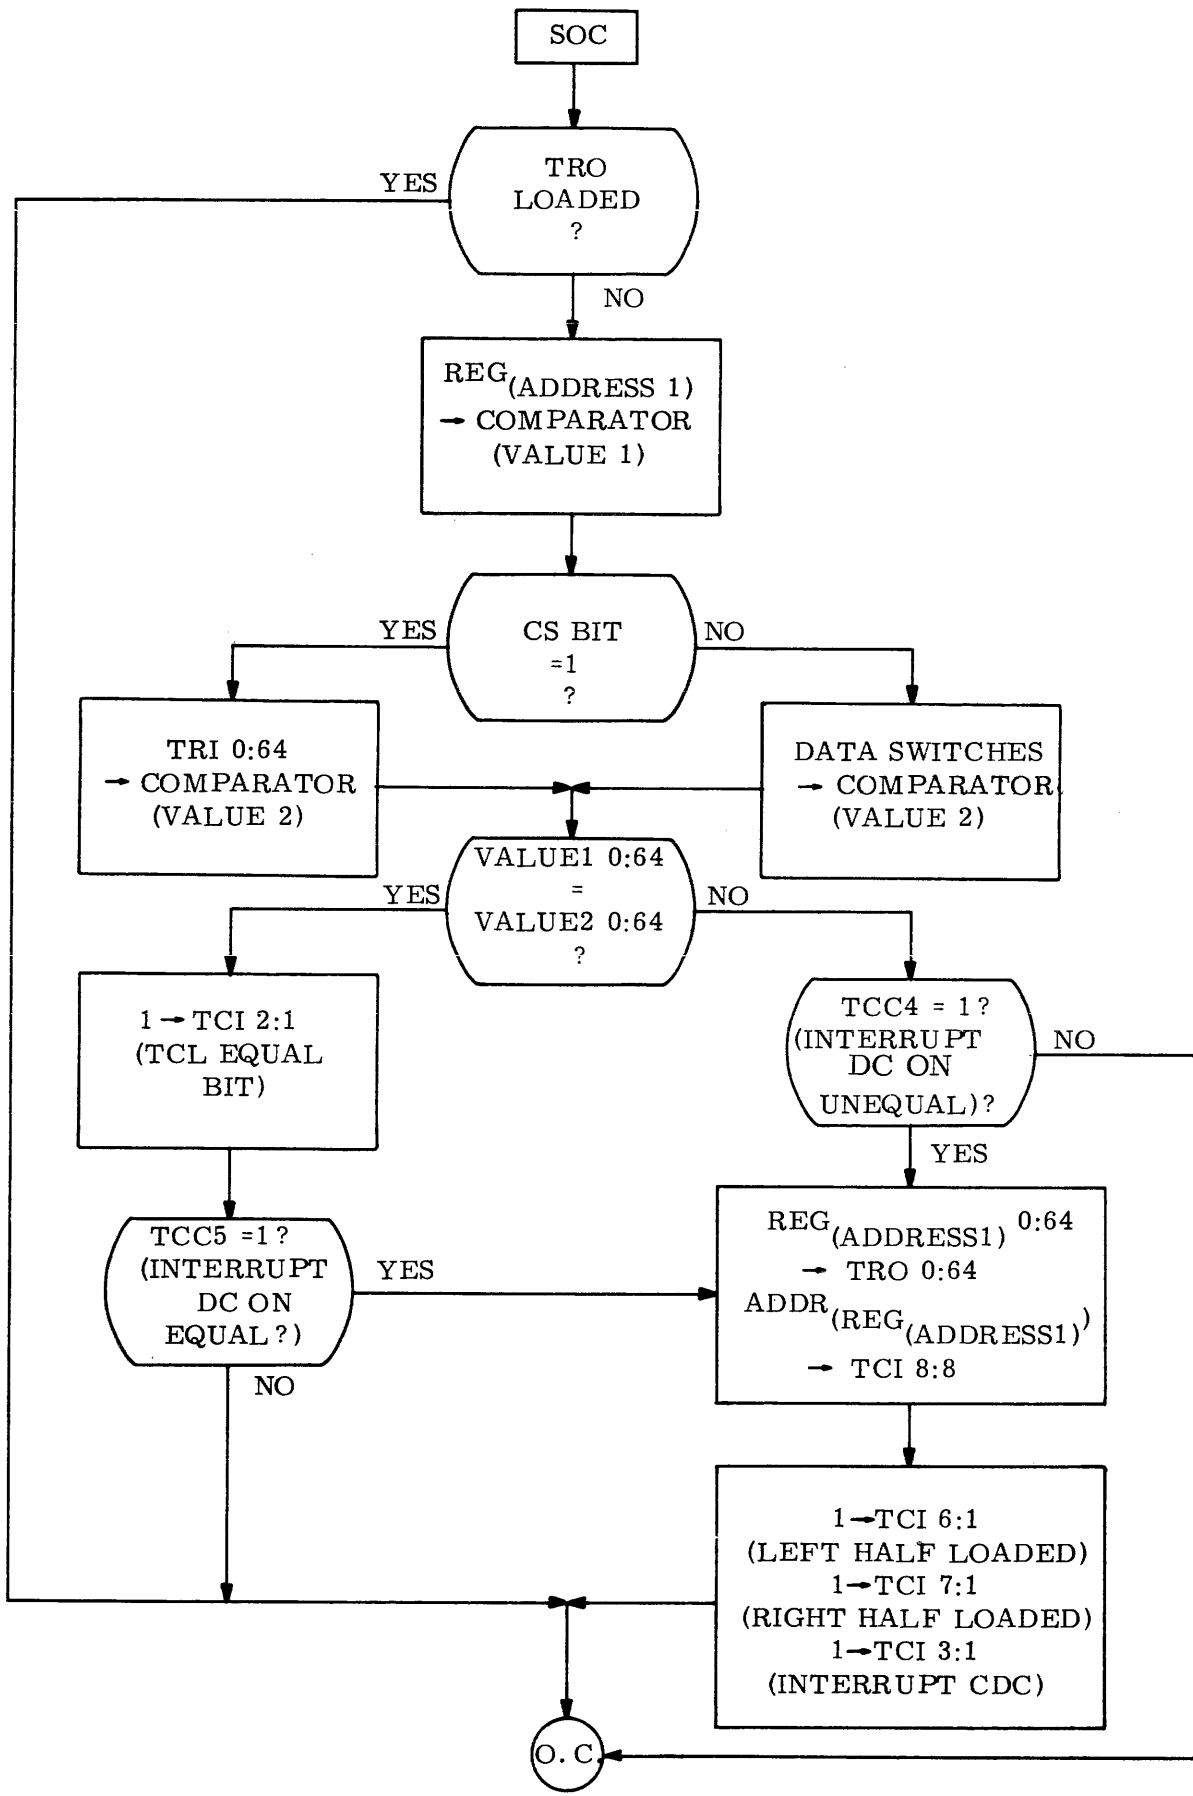 SOC
TRO
LOADED
?
YES
NO
REG(ADDRESS 1)
→ COMPARATOR
(VALUE 1)
CS BIT
=1
?
YES
NO
TRI 0:64
→ COMPARATOR
(VALUE 2)
DATA SWITCHES
→ COMPARATOR
(VALUE 2)
VALUE1 0:64
=
VALUE2 0:64
?
YES
NO
1→TCI 2:1
(TCL EQUAL
BIT)
TCC4 = 1?
(INTERRUPT
DC ON
UNEQUAL)?
NO
YES
TCC5 =1?
(INTERRUPT
DC ON
EQUAL?)
YES
NO
REG(ADDRESS1) 0:64
→ TRO 0:64
ADDR(REG(ADDRESS1))
→ TCI 8:8
1→TCI 6:1
(LEFT HALF LOADED)
1→TCI 7:1
(RIGHT HALF LOADED)
1→TCI 3:1
(INTERRUPT CDC)
O. C.